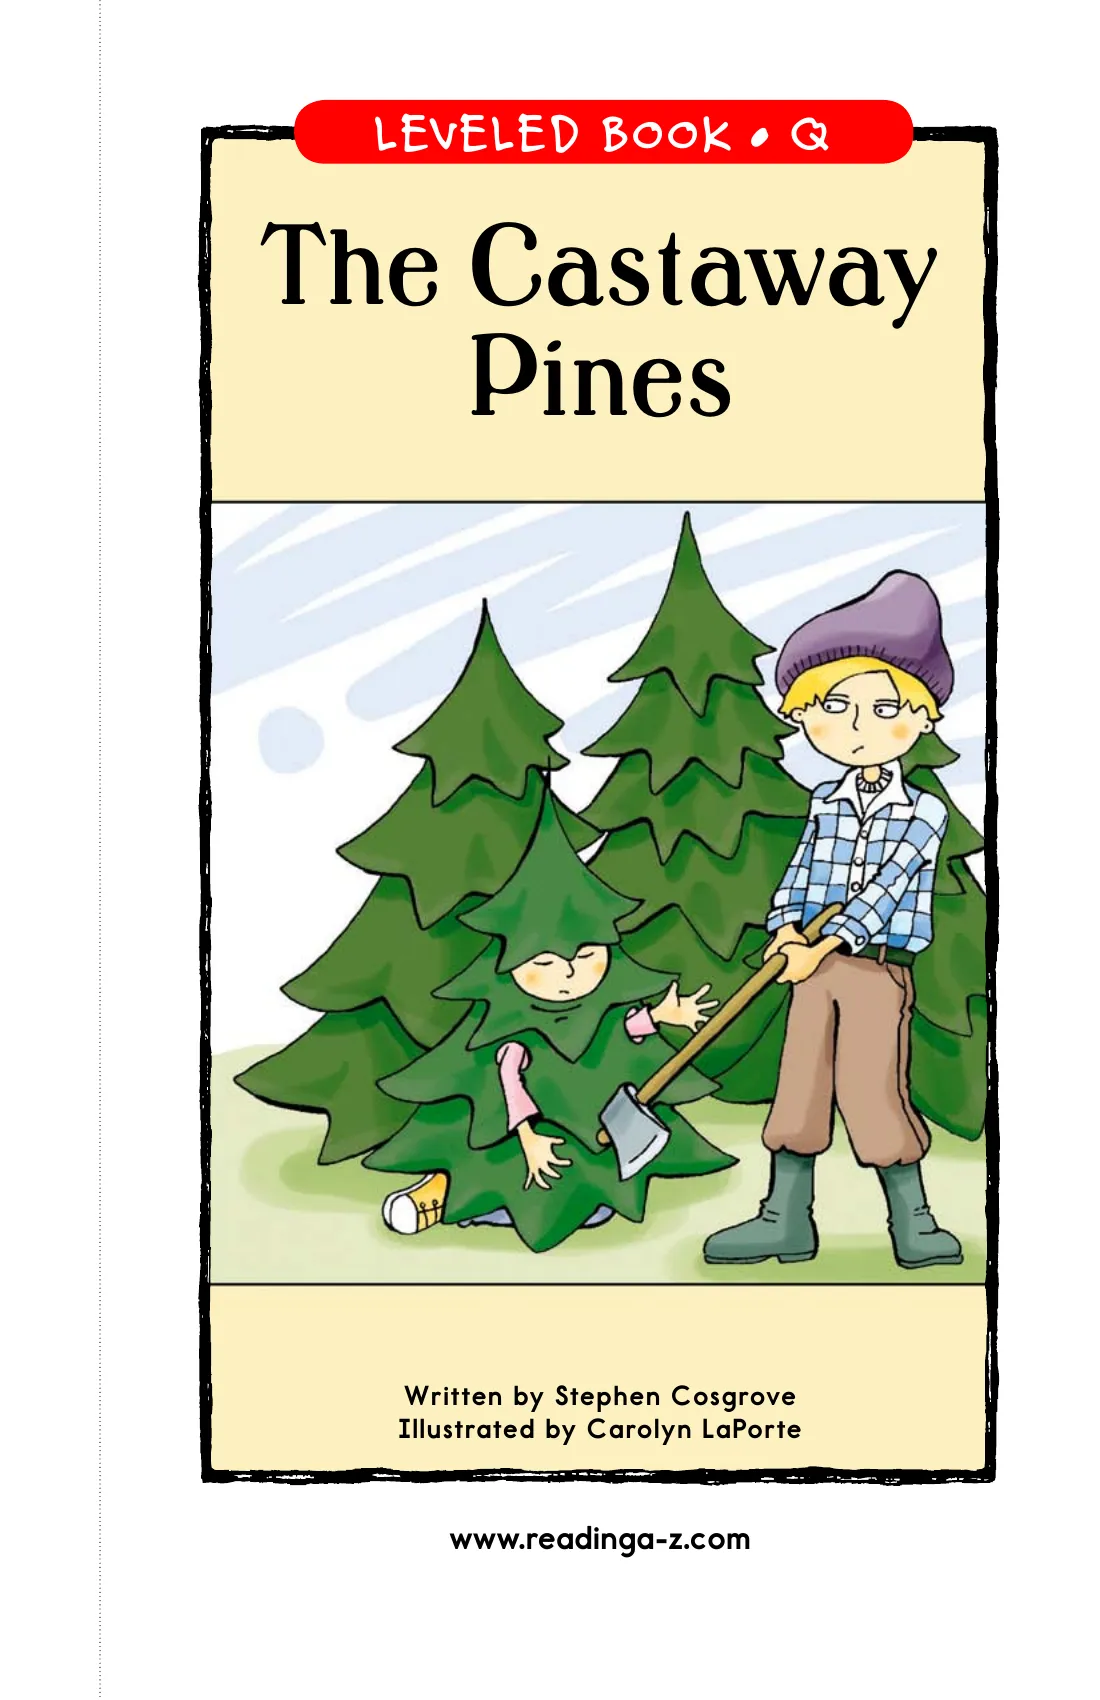 LEVELED BOOK • Q
The Castaway
Pines
Written by Stephen Cosgrove
Illustrated by Carolyn LaPorte
www.readinga-z.com